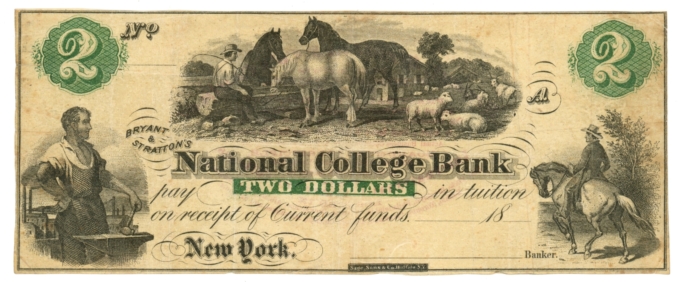 2 No 2
A1
BRYANT
&
STRATTON'S
National College Bank
pay TWO DOLLARS in tuition
on receipt of Current funds. 18
New York.
Banker.